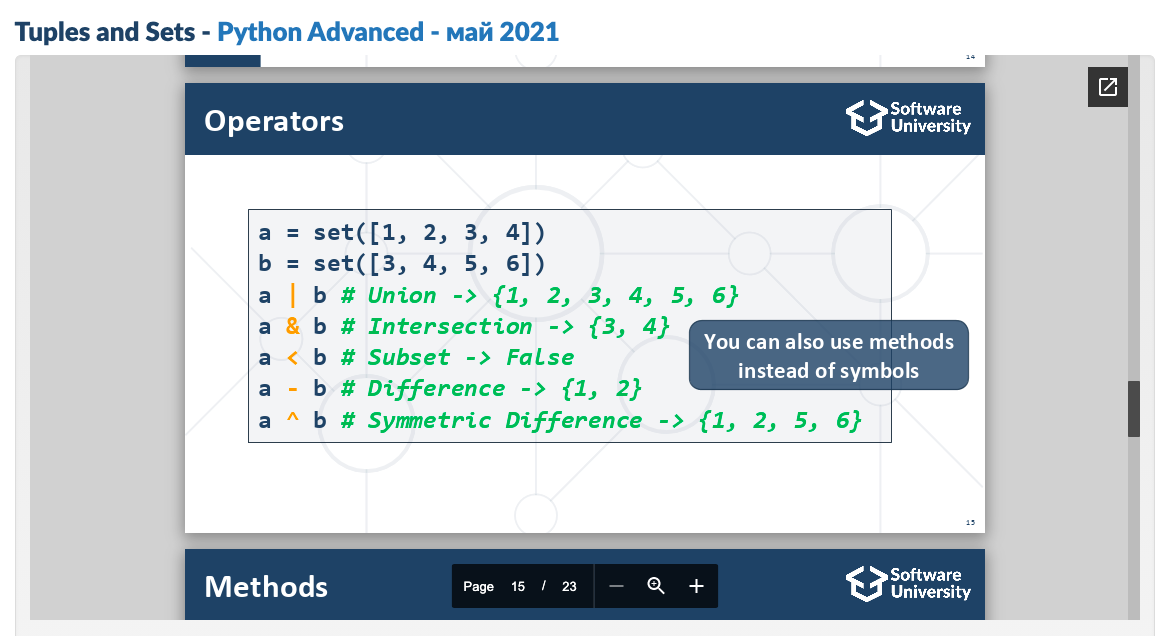 Tuples and Sets - Python Advanced - май 2021
14
Operators
Software
University
a = set([1, 2, 3, 4])
b = set([3, 4, 5, 6])
a | b # Union -> {1, 2, 3, 4, 5, 6}
a & b # Intersection -> {3, 4}
a < b # Subset -> False
a - b # Difference -> {1, 2}
a ^ b # Symmetric Difference -> {1, 2, 5, 6}
You can also use methods
instead of symbols
15
Methods
Page 15 / 23
Software
University